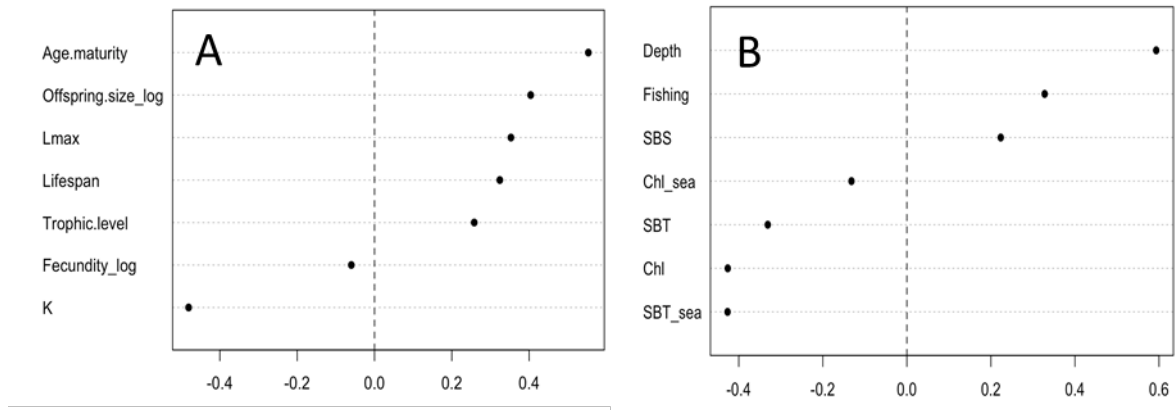 A
Age.maturity
Offspring.size_log
Lmax
Lifespan
Trophic.level
Fecundity_log
K
-0.4 -0.2 0.0 0.2 0.4
B
Depth
Fishing
SBS
Chl_sea
SBT
Chl
SBT_sea
-0.4 -0.2 0.0 0.2 0.4 0.6